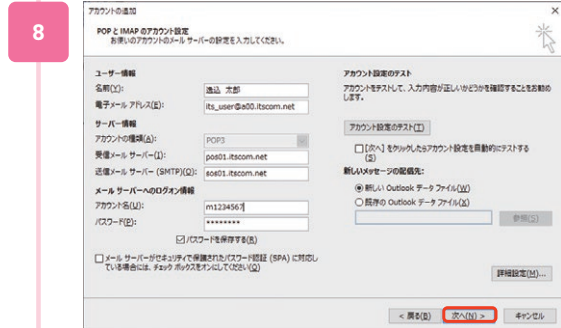 8
アカウントの追加
POP と IMAP のアカウント設定
お使いのアカウントのメール サーバーの設定を入力してください。
ユーザー情報
名前(Y):
逸込 太郎
電子メール アドレス(E):
its_user@a00.itscom.net
サーバー情報
アカウントの種類(A):
POP3
受信メール サーバー(I):
pos01.itscom.net
送信メール サーバー (SMTP)(O):
sos01.itscom.net
メール サーバーへのログオン情報
アカウント名(U):
m1234567
パスワード(P):
********
パスワードを保存する(R)
メール サーバーがセキュリティで保護されたパスワード認証 (SPA) に対応し
ている場合には、チェック ボックスをオンにしてください(Q)
アカウント設定のテスト
アカウントをテストして、入力内容が正しいかどうかを確認することをお勧め
します。
アカウント設定のテスト(T)
[次へ] をクリックしたらアカウント設定を自動的にテストする
(S)
新しいメッセージの配信先:
新しい Outlook データ ファイル(W)
既存の Outlook データ ファイル(X)
参照(S)
詳細設定(M)...
< 戻る(B)
次へ(N) >
キャンセル